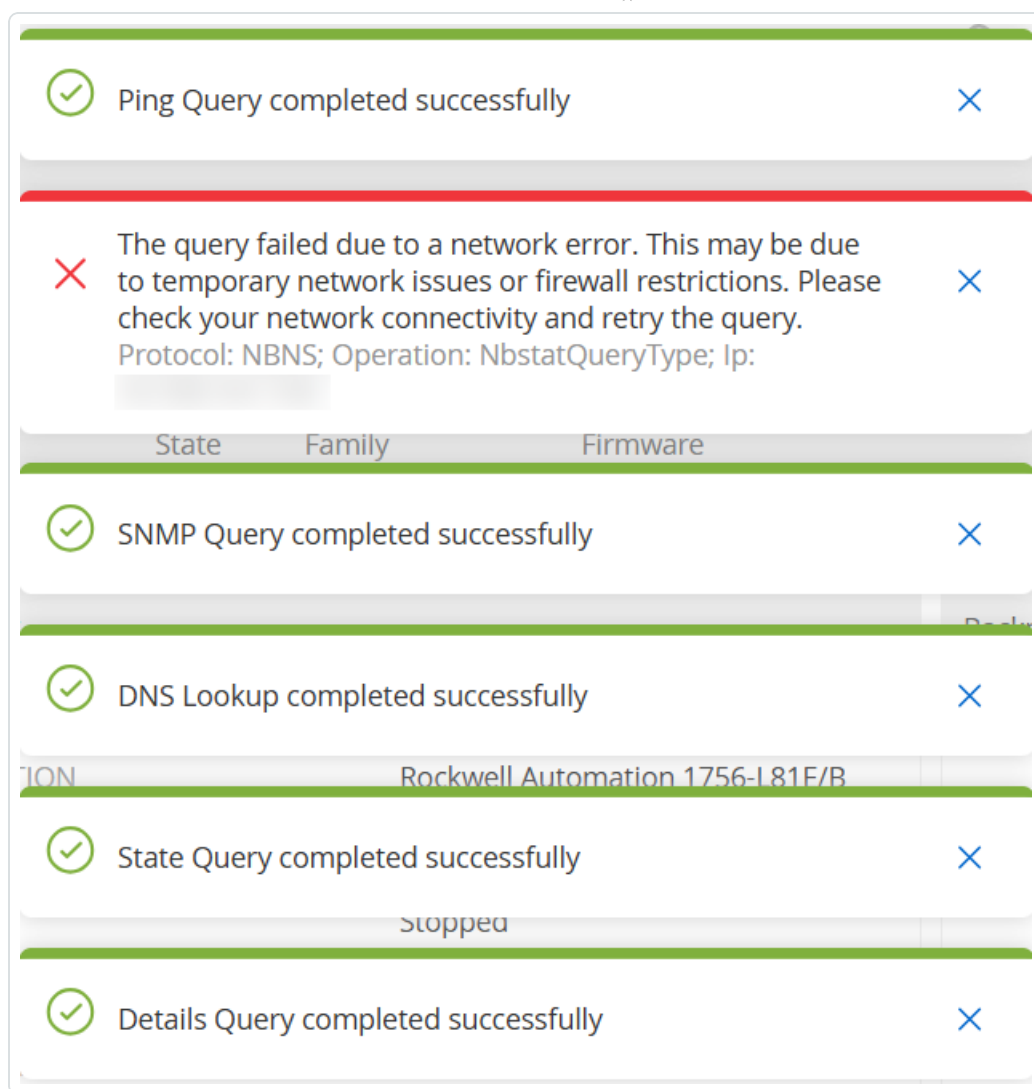 Ping Query completed successfully
The query failed due to a network error. This may be due
to temporary network issues or firewall restrictions. Please
check your network connectivity and retry the query.
Protocol: NBNS; Operation: NbstatQueryType; Ip:
State Family Firmware
SNMP Query completed successfully
DNS Lookup completed successfully
TION Rockwell Automation 1756-L81E/B
State Query completed successfully
Stopped
Details Query completed successfully